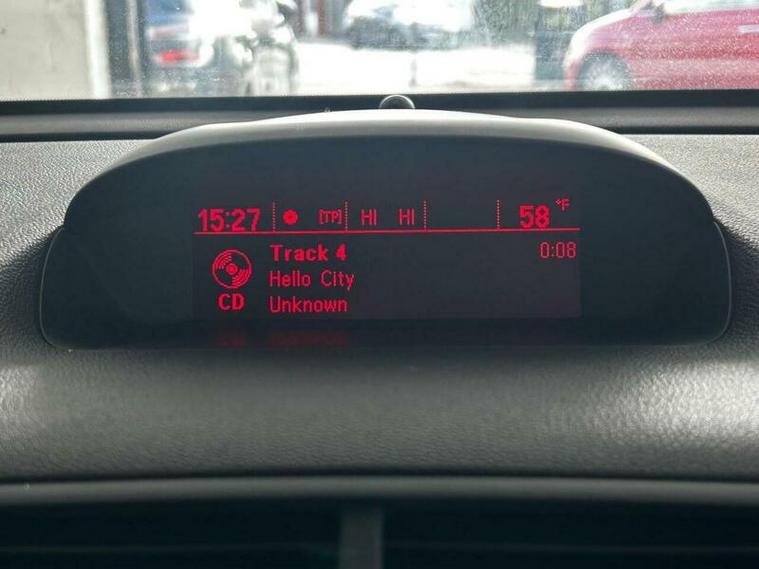 15:27 [TP] HI HI 58 °F
Track 4 0:08
Hello City
CD Unknown